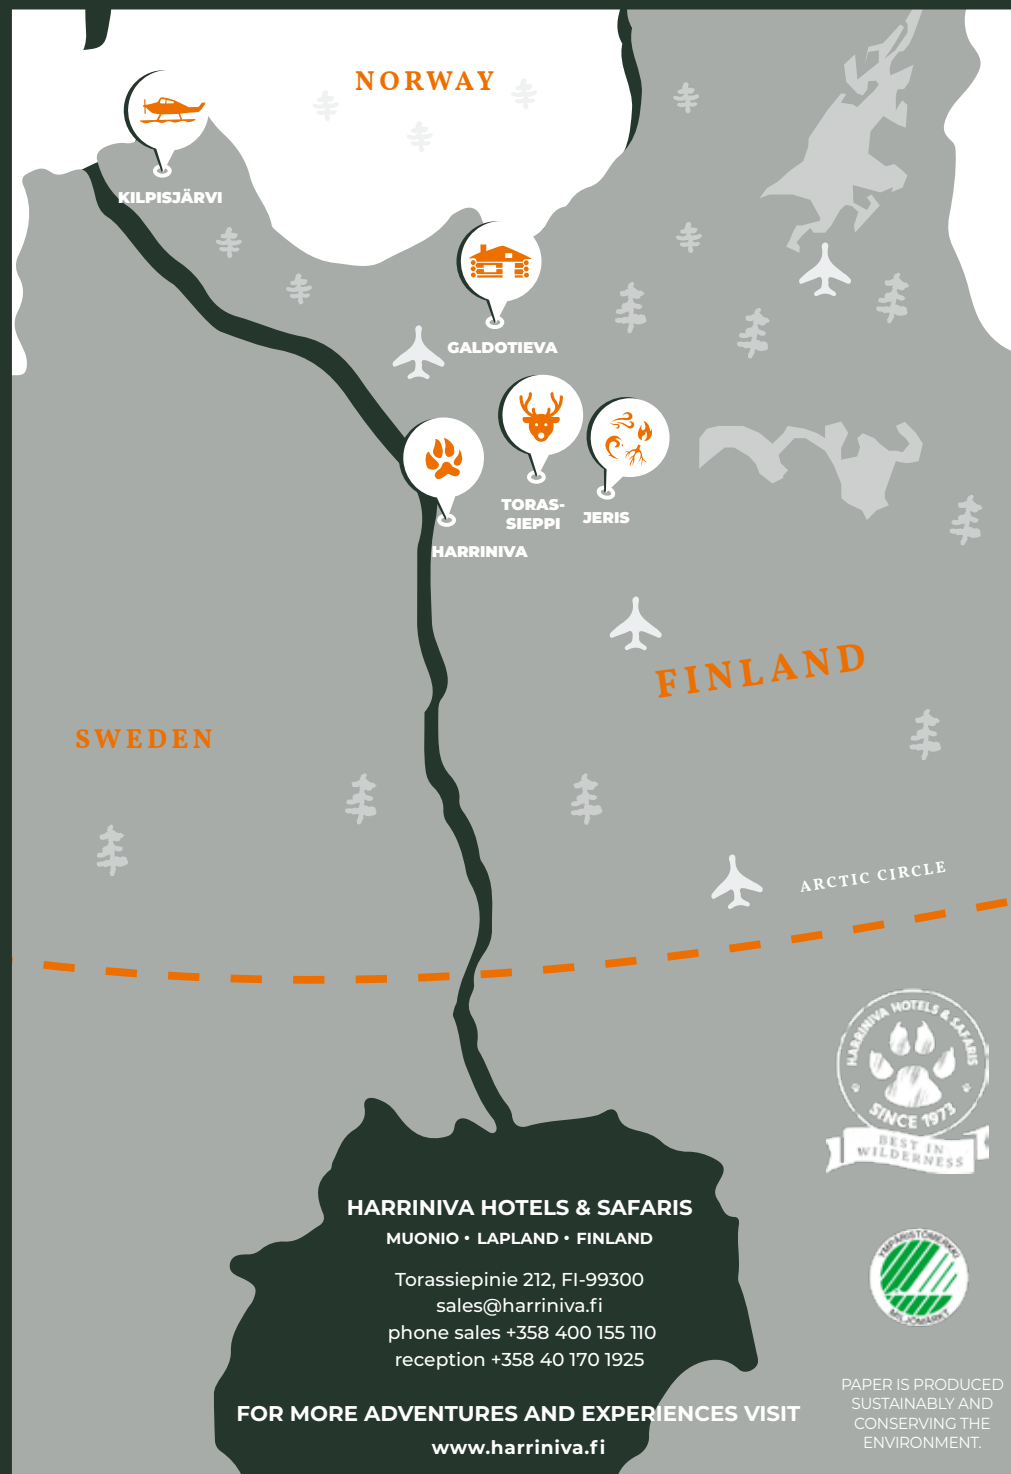 NORWAY
KILPISJÄRVI
GALDOTIEVA
TORAS-
SIEPPI
JERIS
HARRINIVA
FINLAND
SWEDEN
ARCTIC CIRCLE
HARRINIVA HOTELS & SAFARIS
SINCE 1973
BEST IN
WILDERNESS
HARRINIVA HOTELS & SAFARIS
MUONIO • LAPLAND • FINLAND
Torassiepinie 212, FI-99300
sales@harriniva.fi
phone sales +358 400 155 110
reception +358 40 170 1925
FOR MORE ADVENTURES AND EXPERIENCES VISIT
www.harriniva.fi
YMPÄRISTÖMERKKI
MILJÖMÄRKT
PAPER IS PRODUCED
SUSTAINABLY AND
CONSERVING THE
ENVIRONMENT.